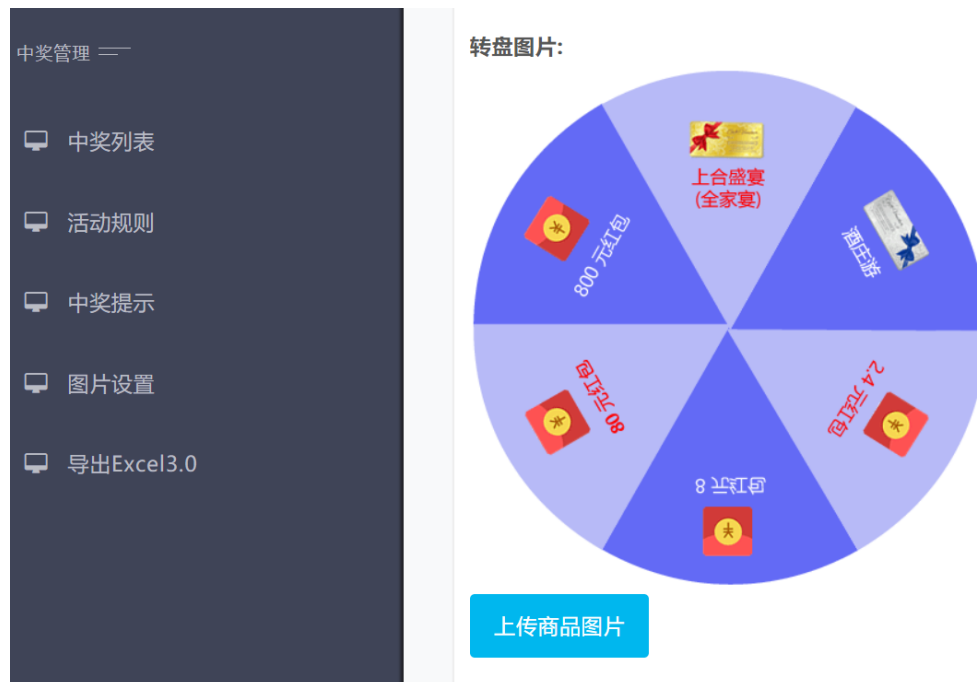 中奖管理
中奖列表
活动规则
中奖提示
图片设置
导出Excel3.0
转盘图片:
上合盛宴
(全家宴)
酒庄游
2.4 元红包
8 元红包
80 元红包
800 元红包
上传商品图片